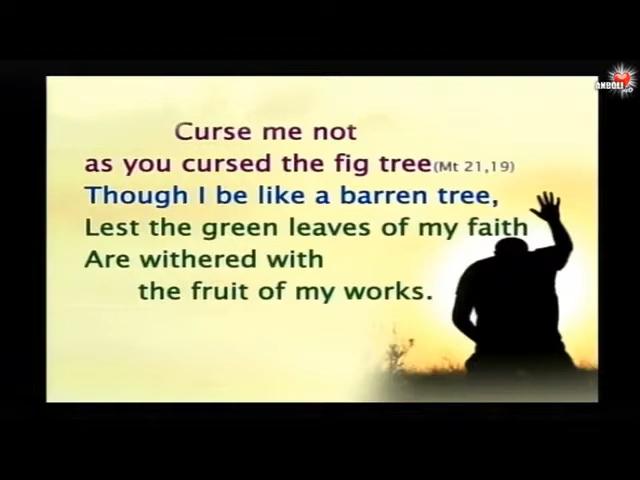 Curse me not
as you cursed the fig tree(Mt 21,19)
Though I be like a barren tree,
Lest the green leaves of my faith
Are withered with
the fruit of my works.